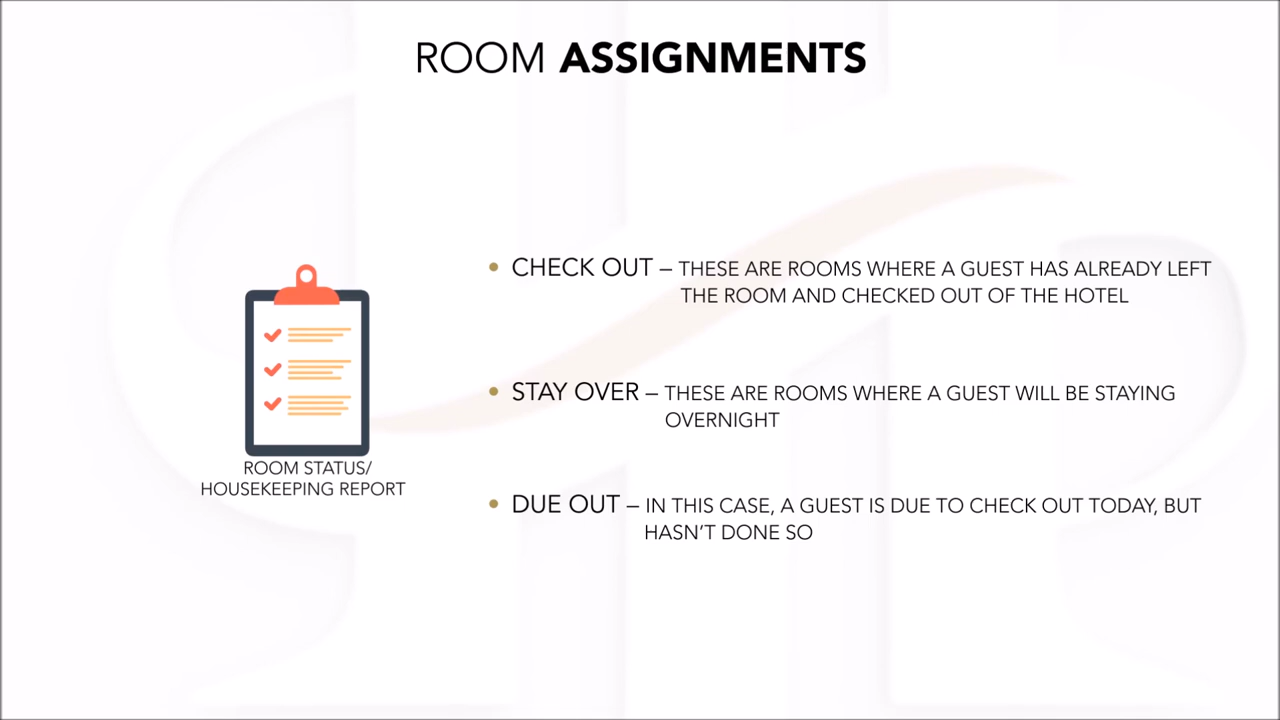 ROOM ASSIGNMENTS
CHECK OUT – THESE ARE ROOMS WHERE A GUEST HAS ALREADY LEFT
THE ROOM AND CHECKED OUT OF THE HOTEL
STAY OVER – THESE ARE ROOMS WHERE A GUEST WILL BE STAYING
OVERNIGHT
DUE OUT – IN THIS CASE, A GUEST IS DUE TO CHECK OUT TODAY, BUT
HASN'T DONE SO
ROOM STATUS/
HOUSEKEEPING REPORT